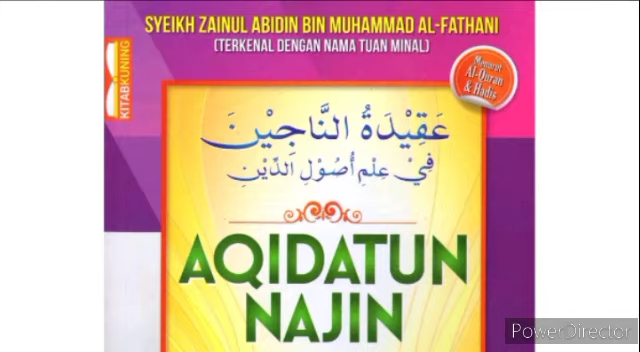 SYEIKH ZAINUL ABIDIN BIN MUHAMMAD AL-FATHANI
(TERKENAL DENGAN NAMA TUAN MINAL)
KITAB KUNING
Menurut
Al-Quran
& Hadis
عَقِيْدَةُ النَّاجِيْنَ
فِيْ عِلْمِ أُصُوْلِ الدِّيْنِ
AQIDATUN
NAJIN
PowerDirector